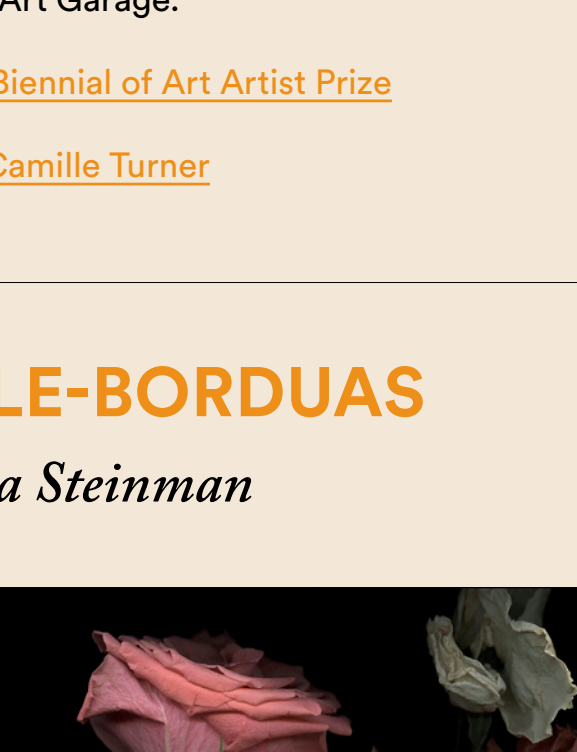 Art Garage.
Biennial of Art Artist Prize
Camille Turner
LE-BORDUAS
a Steinman